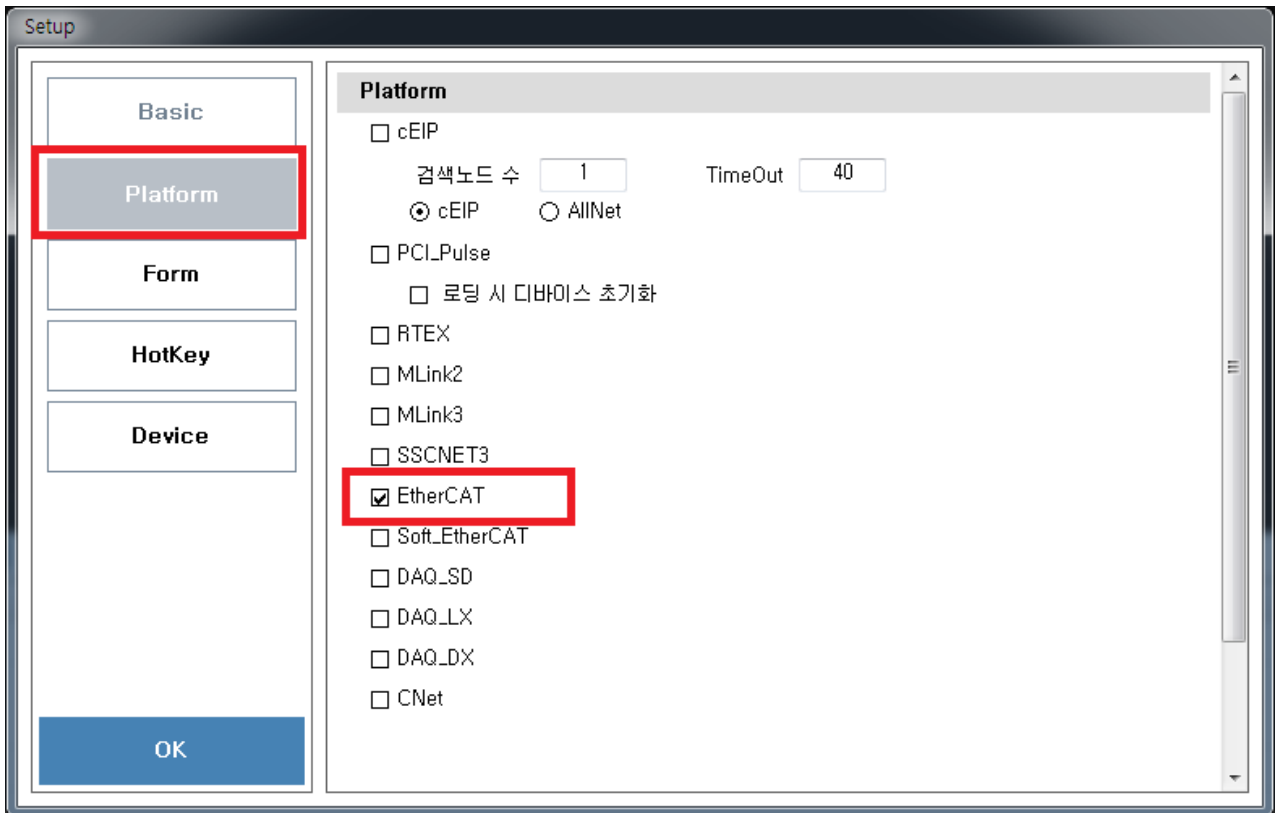 Setup
Basic
Platform
Form
HotKey
Device
OK
Platform
cEIP
검색노드 수 1 TimeOut 40
cEIP AllNet
PCI_Pulse
로딩 시 디바이스 초기화
RTEX
MLink2
MLink3
SSCNET3
EtherCAT
Soft_EtherCAT
DAQ_SD
DAQ_LX
DAQ_DX
CNet